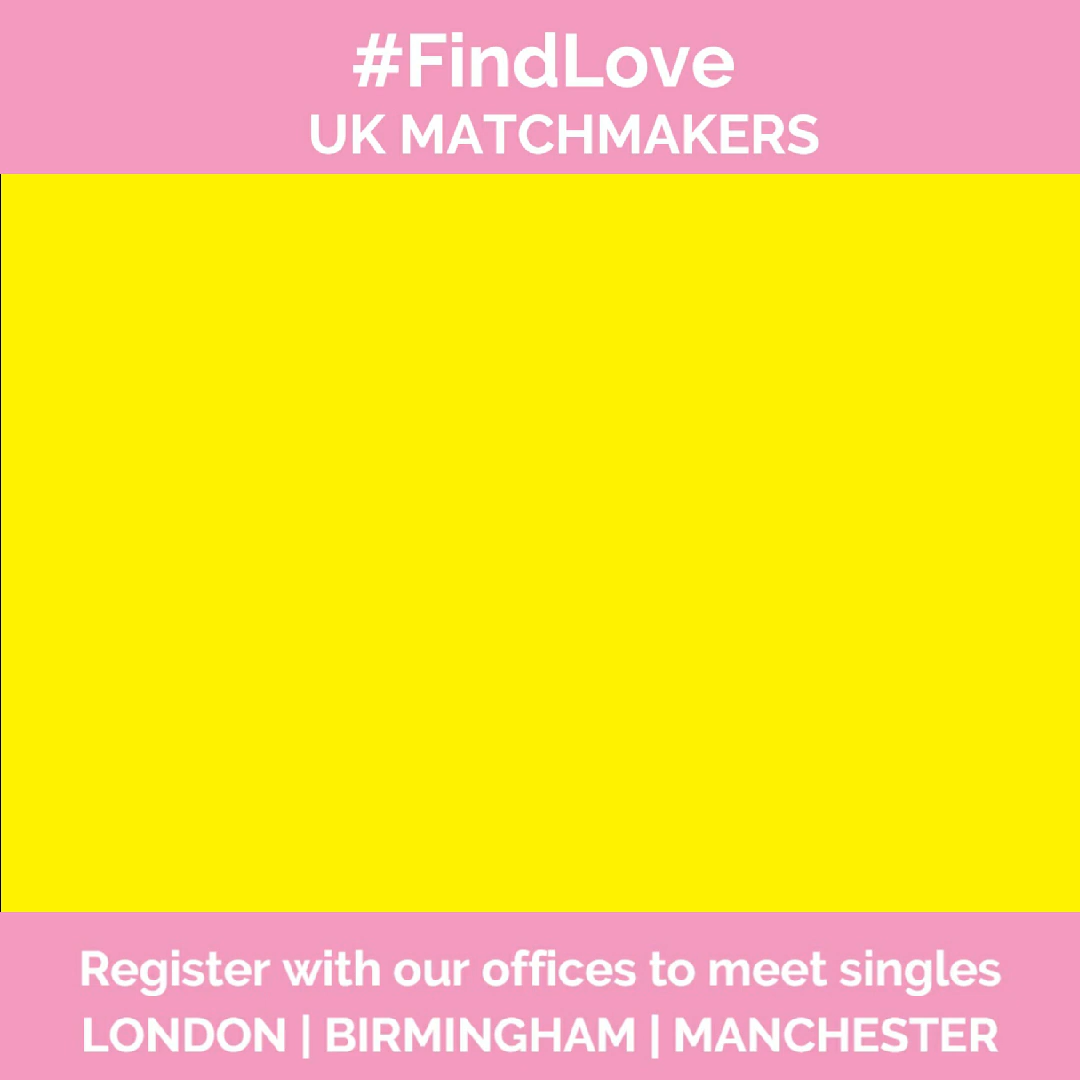 #FindLove
UK MATCHMAKERS
Register with our offices to meet singles
LONDON | BIRMINGHAM | MANCHESTER